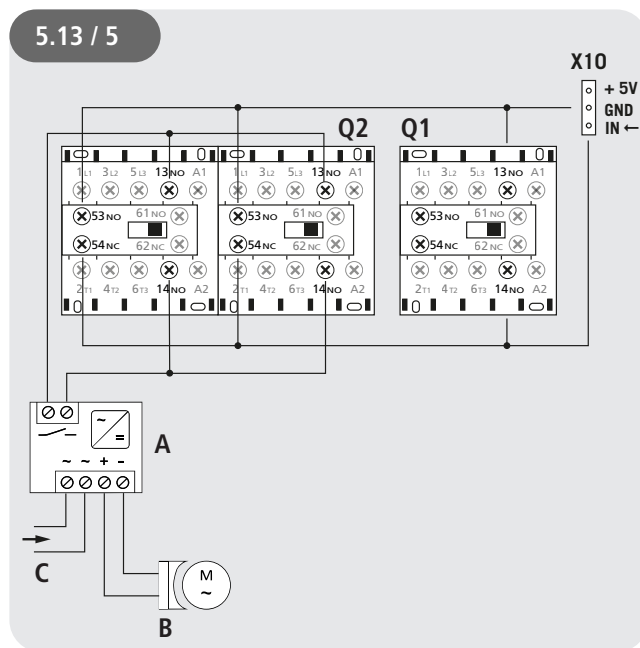 5.13 / 5
X10
+ 5V
GND
IN ←
Q2 Q1
1L1 3L2 5L3 13NO A1
1L1 3L2 5L3 13NO A1
1L1 3L2 5L3 13NO A1
53NO 61NO
53NO 61NO
53NO 61NO
54NC 62NC
54NC 62NC
54NC 62NC
2T1 4T2 6T3 14NO A2
2T1 4T2 6T3 14NO A2
2T1 4T2 6T3 14NO A2
~
=
A
~ ~ + -
C
M
~
B